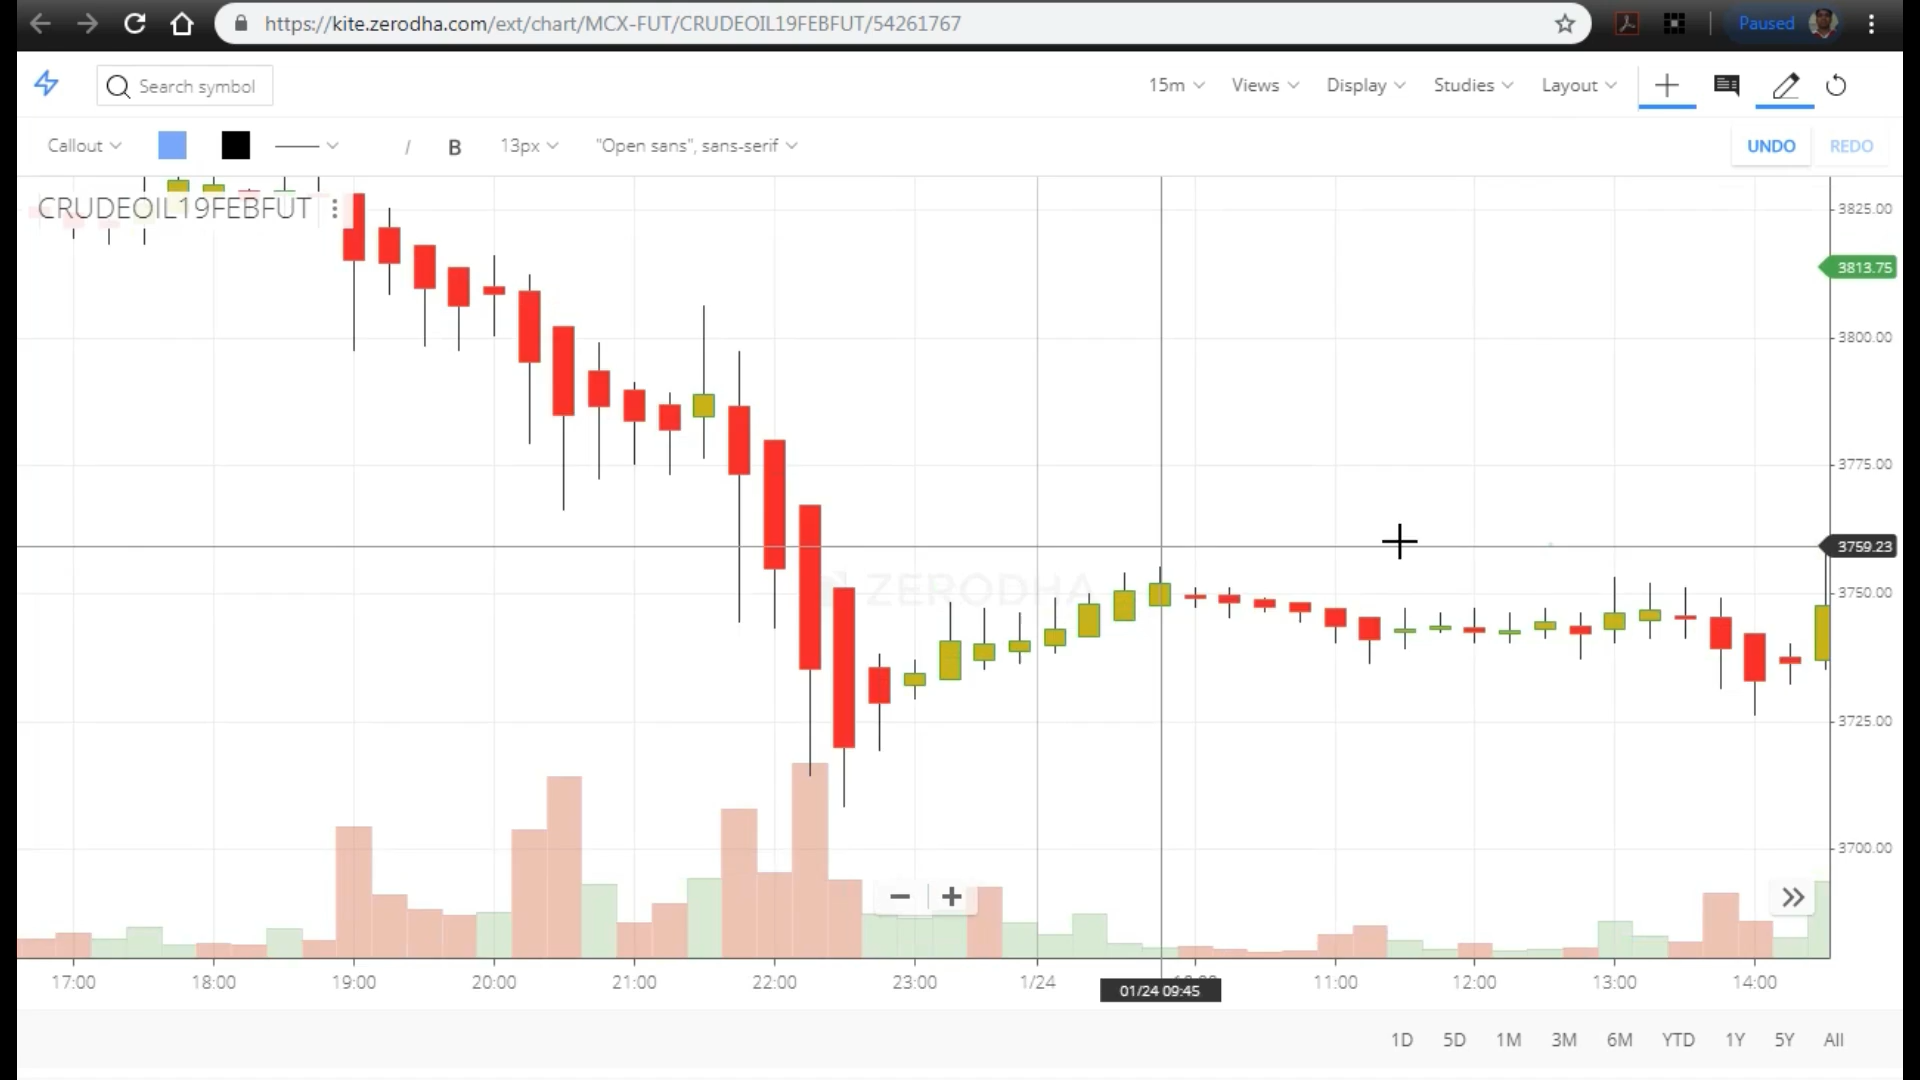 https://kite.zerodha.com/ext/chart/MCX-FUT/CRUDEOIL19FEBFUT/54261767
Paused
Search symbol
15m
Views
Display
Studies
Layout
Callout
I
B
13px
"Open sans", sans-serif
UNDO
REDO
CRUDEOIL19FEBFUT
3825.00
3813.75
3800.00
3775.00
3759.23
3750.00
3725.00
3700.00
ZERODHA
17:00 18:00 19:00 20:00 21:00 22:00 23:00 1/24 01/24 09:45 11:00 12:00 13:00 14:00
1D 5D 1M 3M 6M YTD 1Y 5Y All